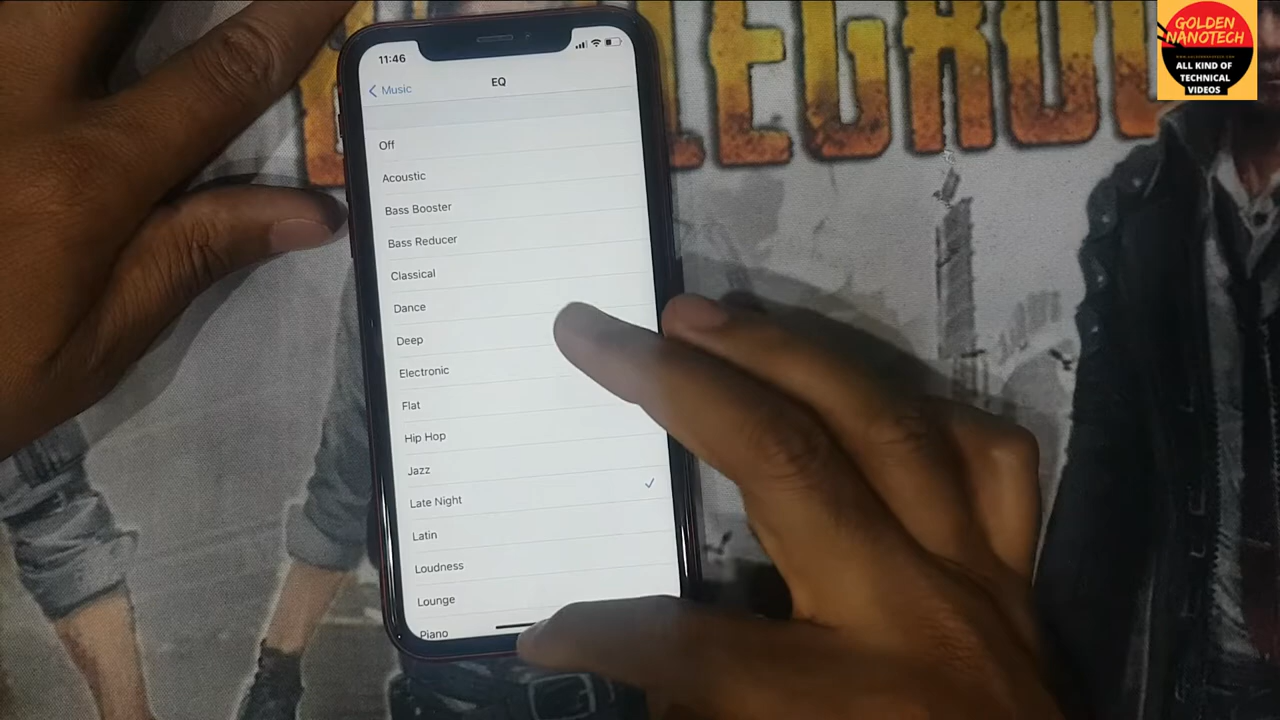 GOLDEN
NANOTECH
ALL KIND OF
TECHNICAL
VIDEOS
11:46
Music
EQ
Off
Acoustic
Bass Booster
Bass Reducer
Classical
Dance
Deep
Electronic
Flat
Hip Hop
Jazz
Late Night
Latin
Loudness
Lounge
Piano